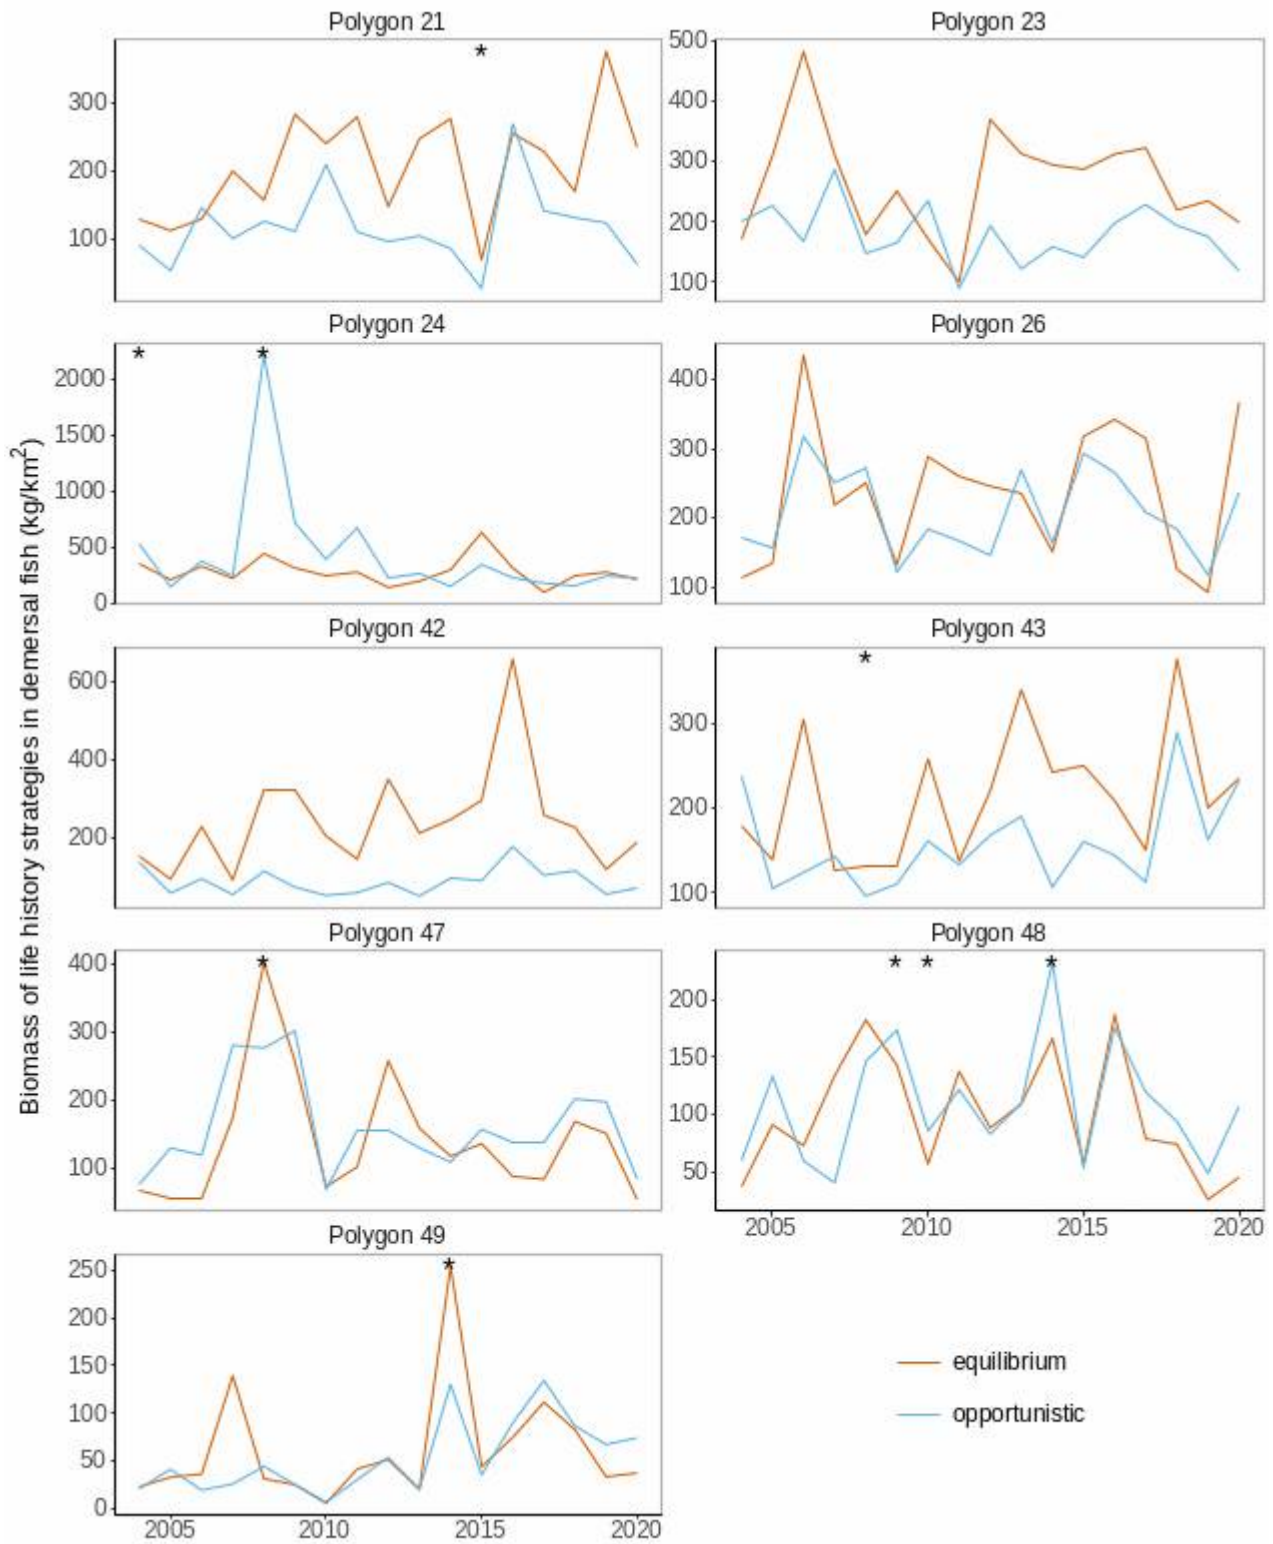 Polygon 21
Polygon 23
*
300
200
100
500
400
300
200
100
Polygon 24
Polygon 26
* *
2000
1500
1000
500
0
400
300
200
100
Biomass of life history strategies in demersal fish (kg/km²)
Polygon 42
Polygon 43
*
600
400
200
300
200
100
Polygon 47
Polygon 48
*
* * *
400
300
200
100
200
150
100
50
2005 2010 2015 2020
Polygon 49
*
250
200
150
100
50
0
2005 2010 2015 2020
equilibrium
opportunistic